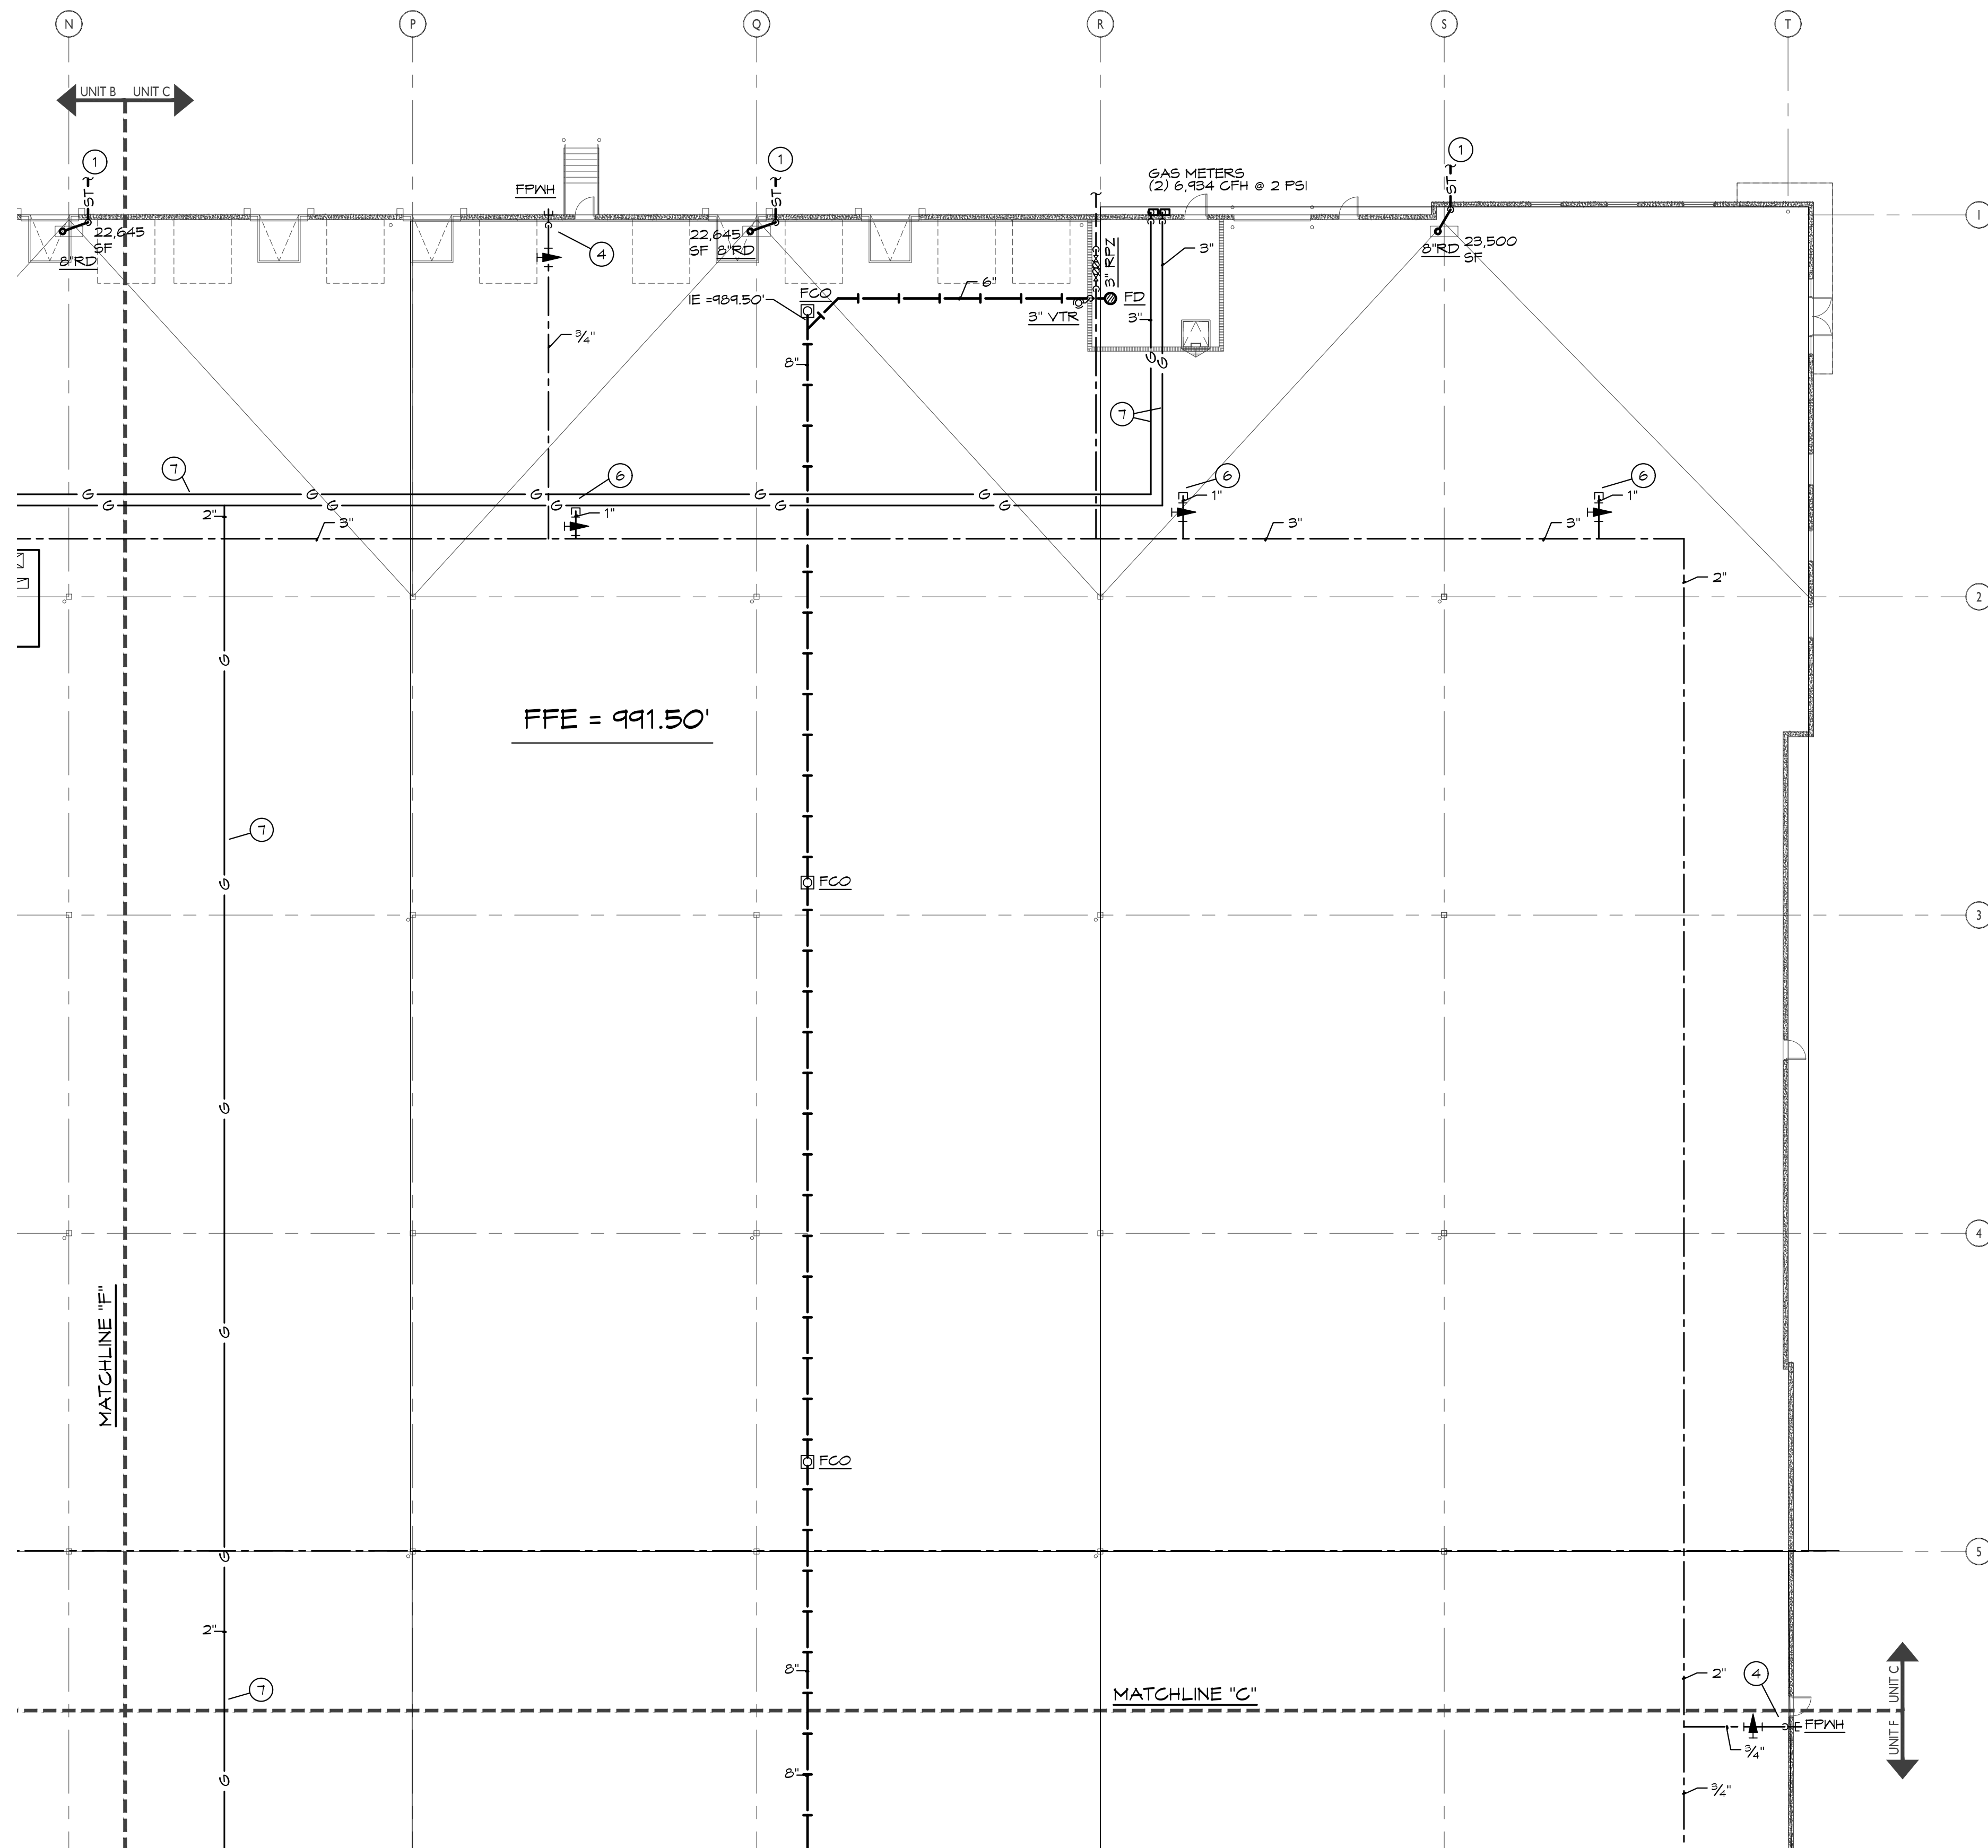 N
P
Q
R
S
T
UNIT B
UNIT C
1
1
1
ST
ST
ST
FPWH
GAS METERS
(2) 6,934 CFH @ 2 PSI
1
22,645
SF
8"RD
4
22,645
SF
8"RD
3" RPZ
3"
8"RD
23,500
SF
IE =989.50'
FCO
6"
3" VTR
FD
3"
3/4"
8"
G
G
7
7
6
6
6
G
G
G
G
G
G
G
G
G
G
1"
1"
1"
2"
3"
3"
3"
2"
2
G
FFE = 991.50'
7
FCO
G
3
G
4
MATCHLINE "F"
G
FCO
G
5
2"
8"
2"
4
7
MATCHLINE "C"
UNIT C
UNIT F
FPWH
3/4"
G
8"
3/4"